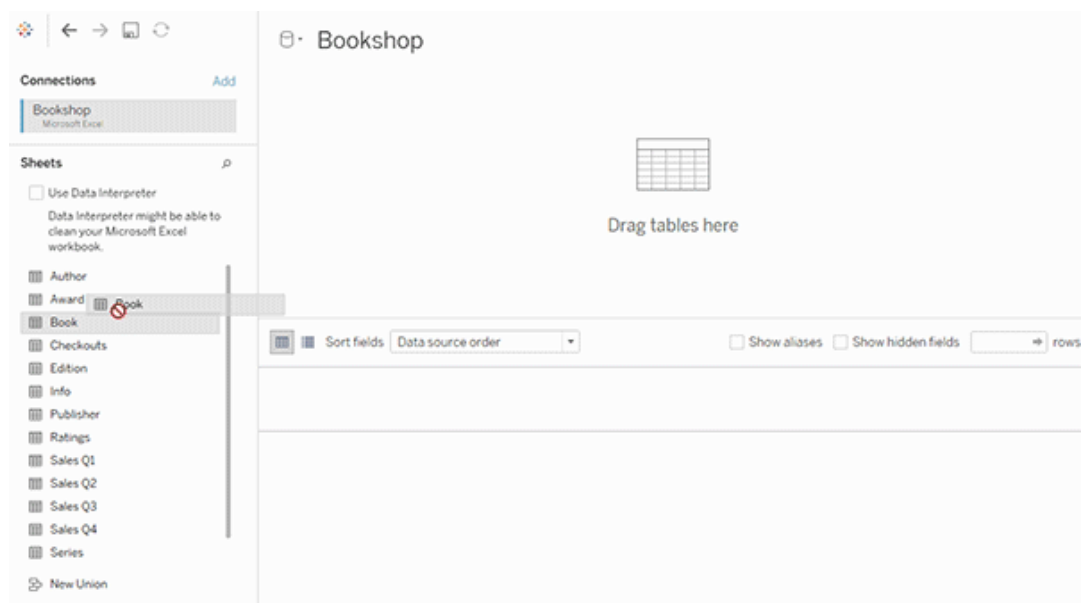 Bookshop
Connections
Add
Bookshop
Microsoft Excel
Sheets
Use Data Interpreter
Data Interpreter might be able to
clean your Microsoft Excel
workbook.
Author
Award
Book
Book
Checkouts
Edition
Info
Publisher
Ratings
Sales Q1
Sales Q2
Sales Q3
Sales Q4
Series
New Union
Drag tables here
Sort fields
Data source order
Show aliases
Show hidden fields
rows